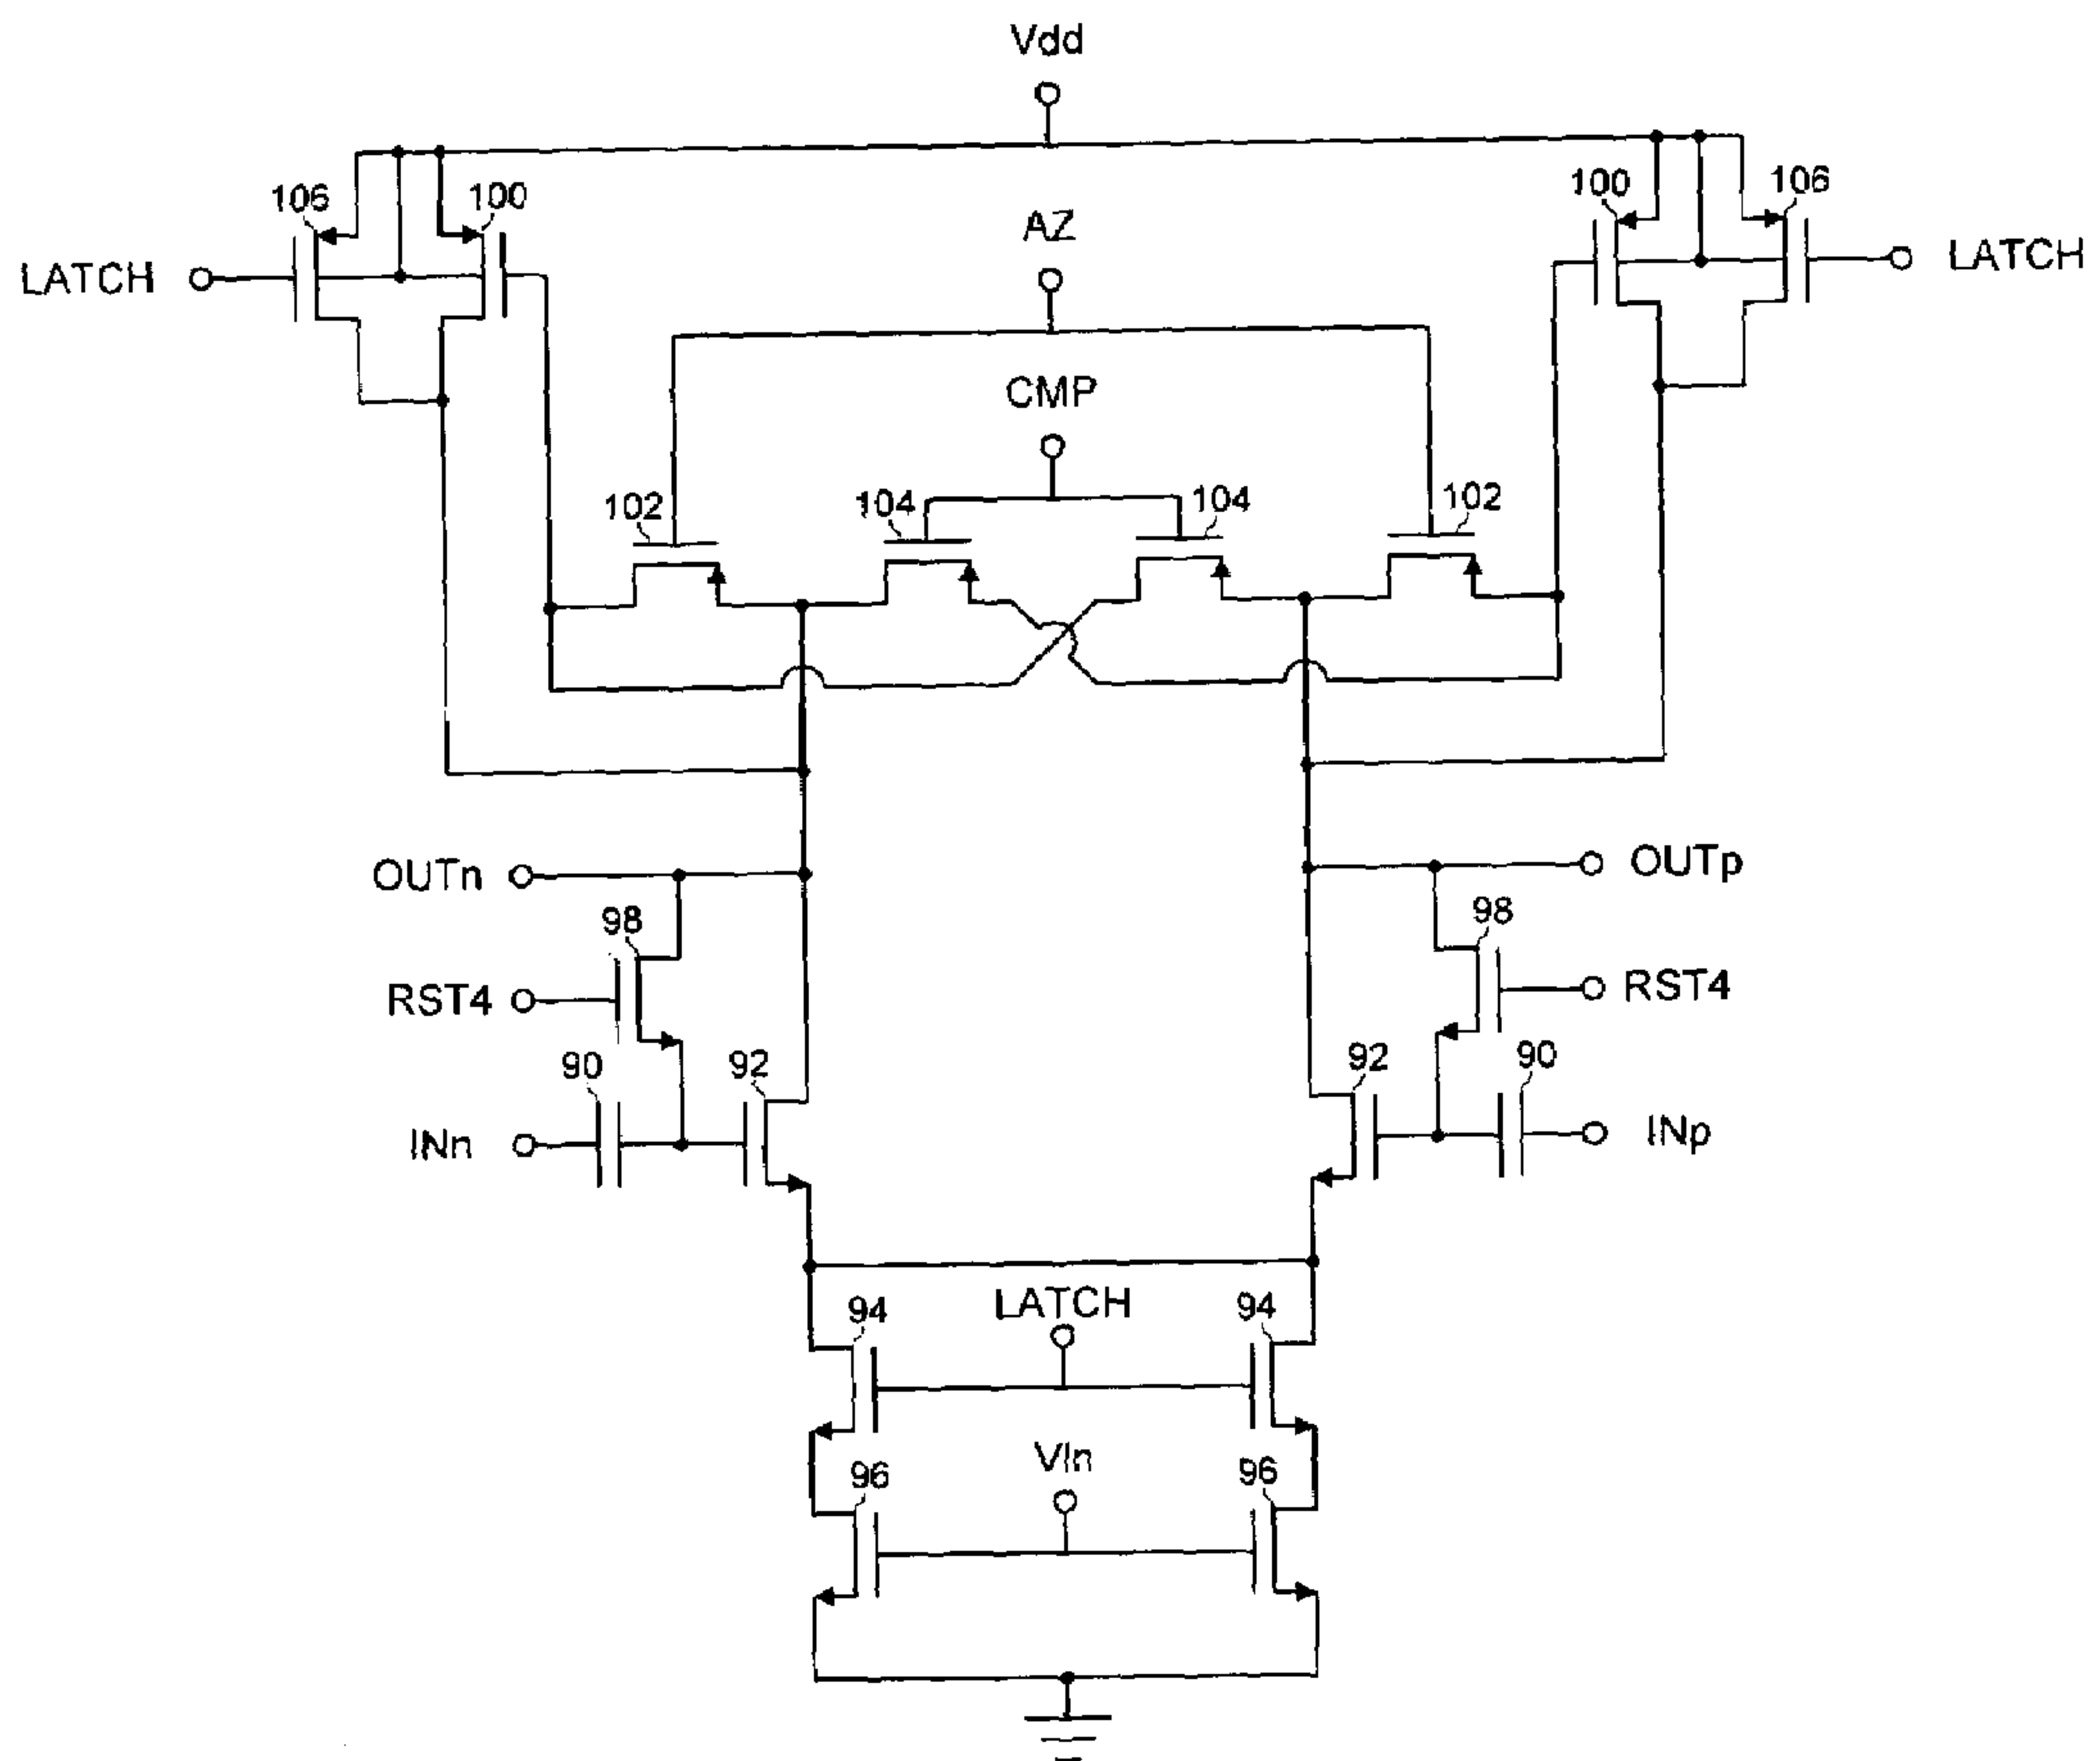 Vdd
106 100 100 106
AZ
LATCH LATCH
CMP
102 104 104 102
OUTn OUTp
98 98
RST4 RST4
90 92 92 90
INn INp
94 LATCH 94
96 VIn 96